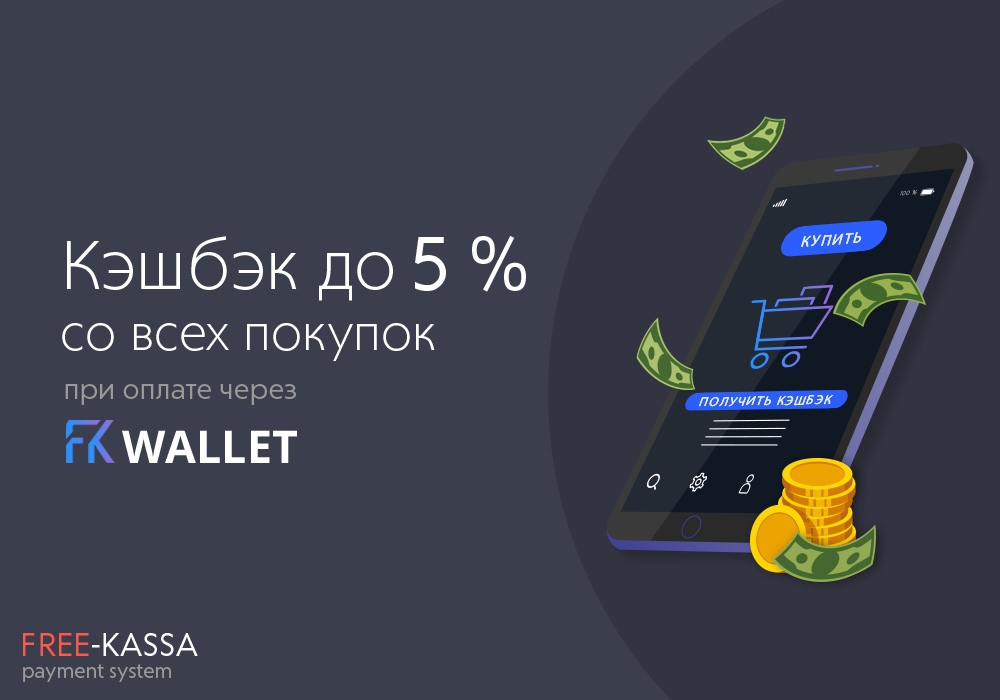 Кэшбэк до 5 %
со всех покупок
при оплате через
FK WALLET
100 %
КУПИТЬ
ПОЛУЧИТЬ КЭШБЭК
FREE-KASSA
payment system